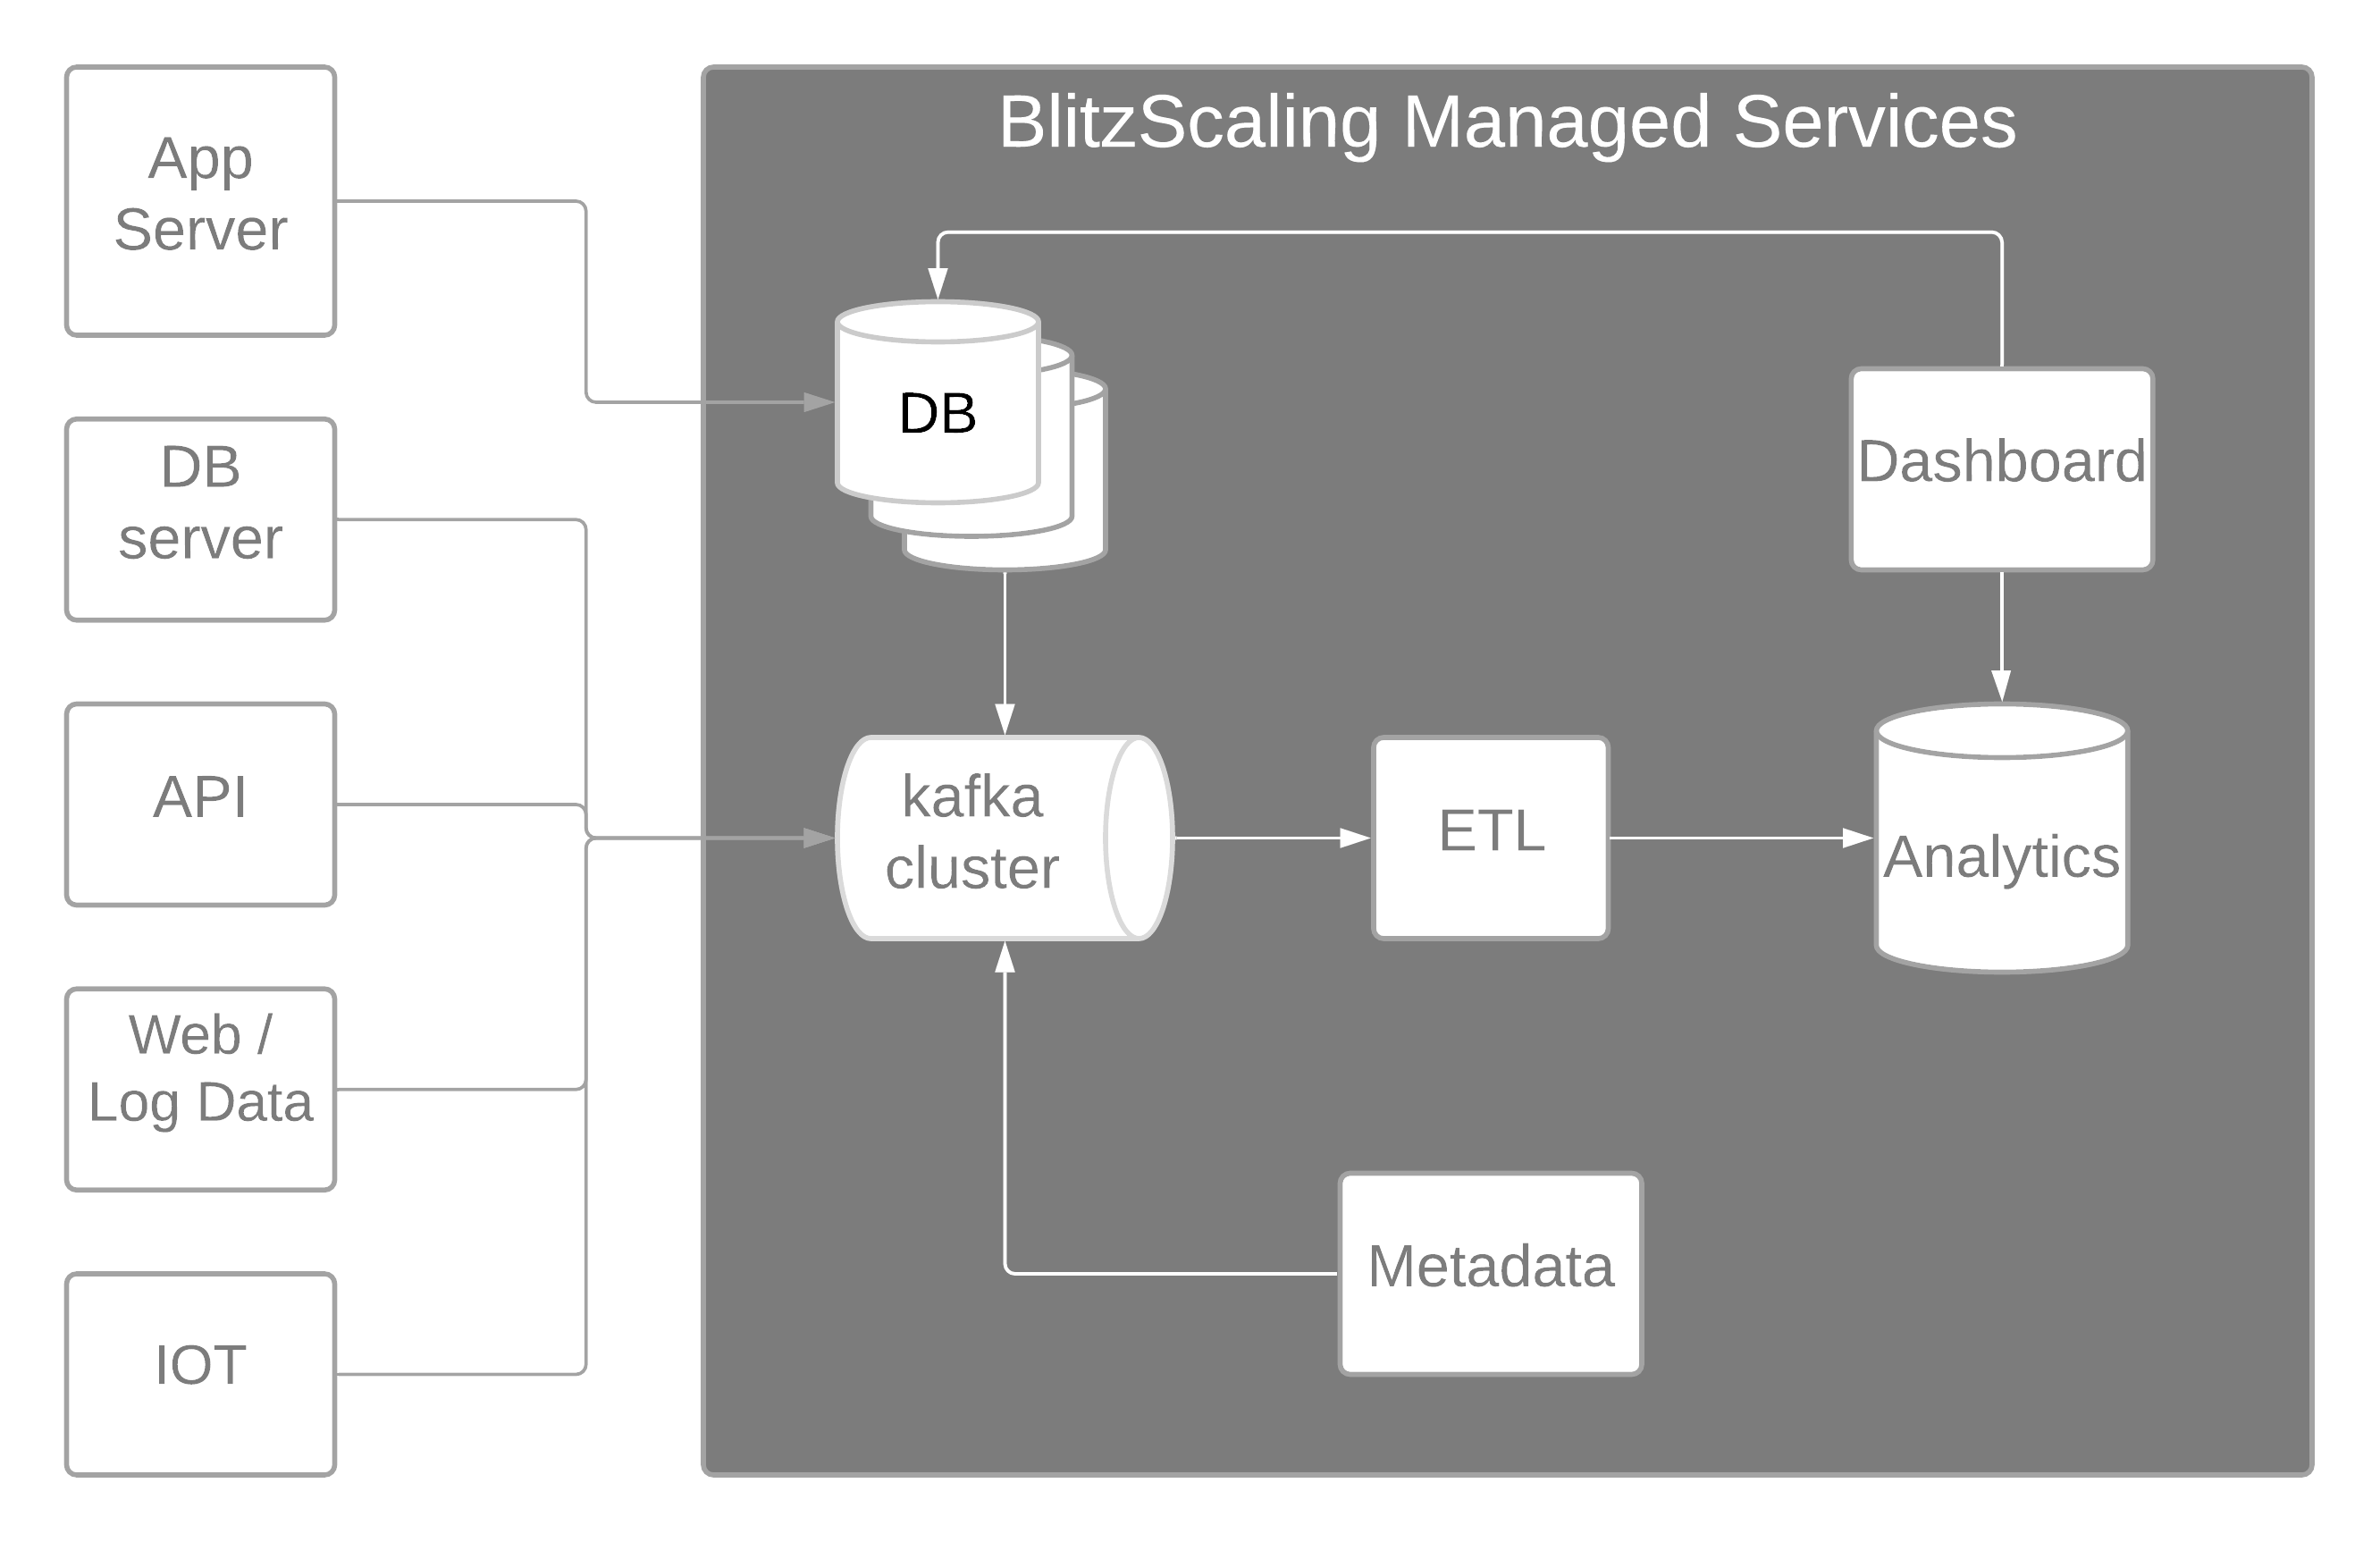 BlitzScaling Managed Services
App
Server
DB
server
API
Web /
Log Data
IOT
DB
Dashboard
kafka
cluster
ETL
Analytics
Metadata